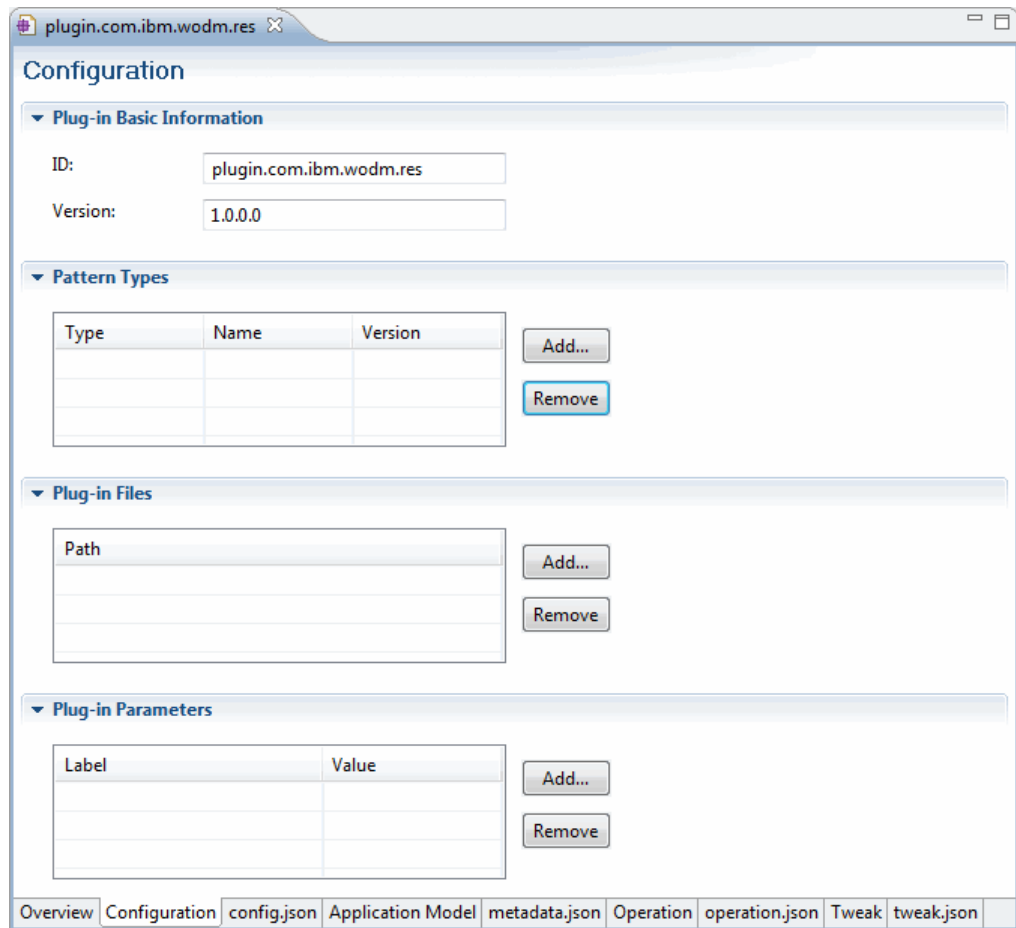 plugin.com.ibm.wodm.res
Configuration
Plug-in Basic Information
ID: plugin.com.ibm.wodm.res
Version: 1.0.0.0
Pattern Types
Type Name Version
Add...
Remove
Plug-in Files
Path
Add...
Remove
Plug-in Parameters
Label Value
Add...
Remove
Overview Configuration config.json Application Model metadata.json Operation operation.json Tweak tweak.json